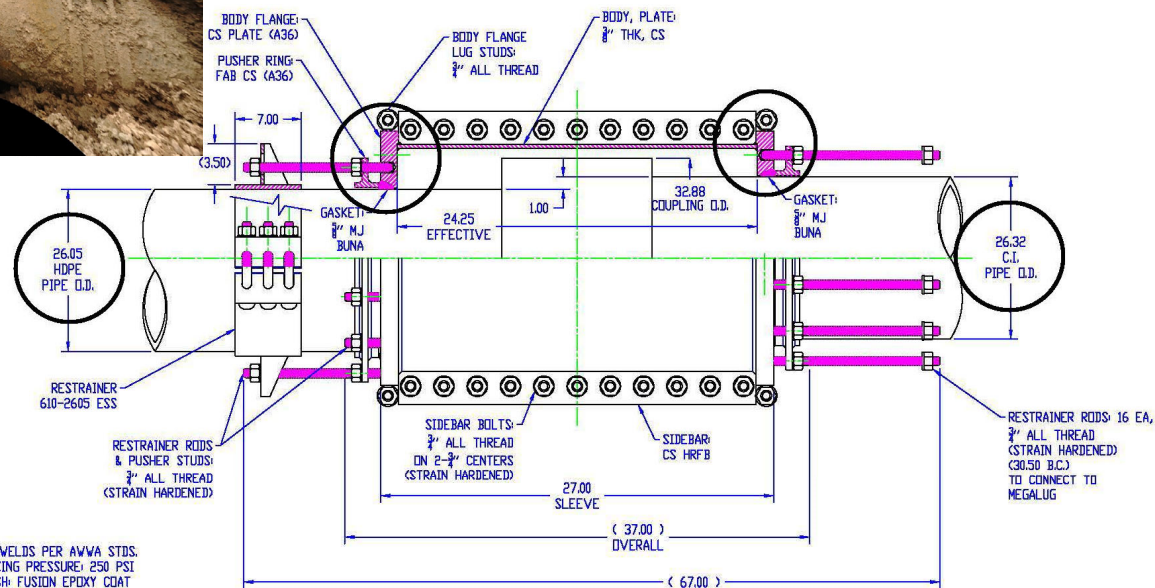 BODY FLANGE:
CS PLATE (A36)
PUSHER RING:
FAB CS (A36)
BODY FLANGE
LUG STUDS:
3/4" ALL THREAD
BODY, PLATE:
3/8" THK, CS
7.00
(3.50)
GASKET:
MJ
BUNA
24.25
EFFECTIVE
1.00
32.88
COUPLING O.D.
GASKET:
MJ
BUNA
26.05
HDPE
PIPE O.D.
26.32
C.I.
PIPE O.D.
RESTRAINER
610-2605 ESS
RESTRAINER RODS
& PUSHER STUDS:
3/4" ALL THREAD
(STRAIN HARDENED)
SIDEBAR BOLTS:
3/4" ALL THREAD
ON 2-3/4" CENTERS
(STRAIN HARDENED)
SIDEBAR:
CS HRFB
RESTRAINER RODS: 16 EA,
3/4" ALL THREAD
(STRAIN HARDENED)
(30.50 B.C.)
TO CONNECT TO
MEGALUG
27.00
SLEEVE
( 37.00 )
OVERALL
( 67.00 )
WELDS PER AWWA STDS.
PRESSURE: 250 PSI
FUSION EPOXY COAT